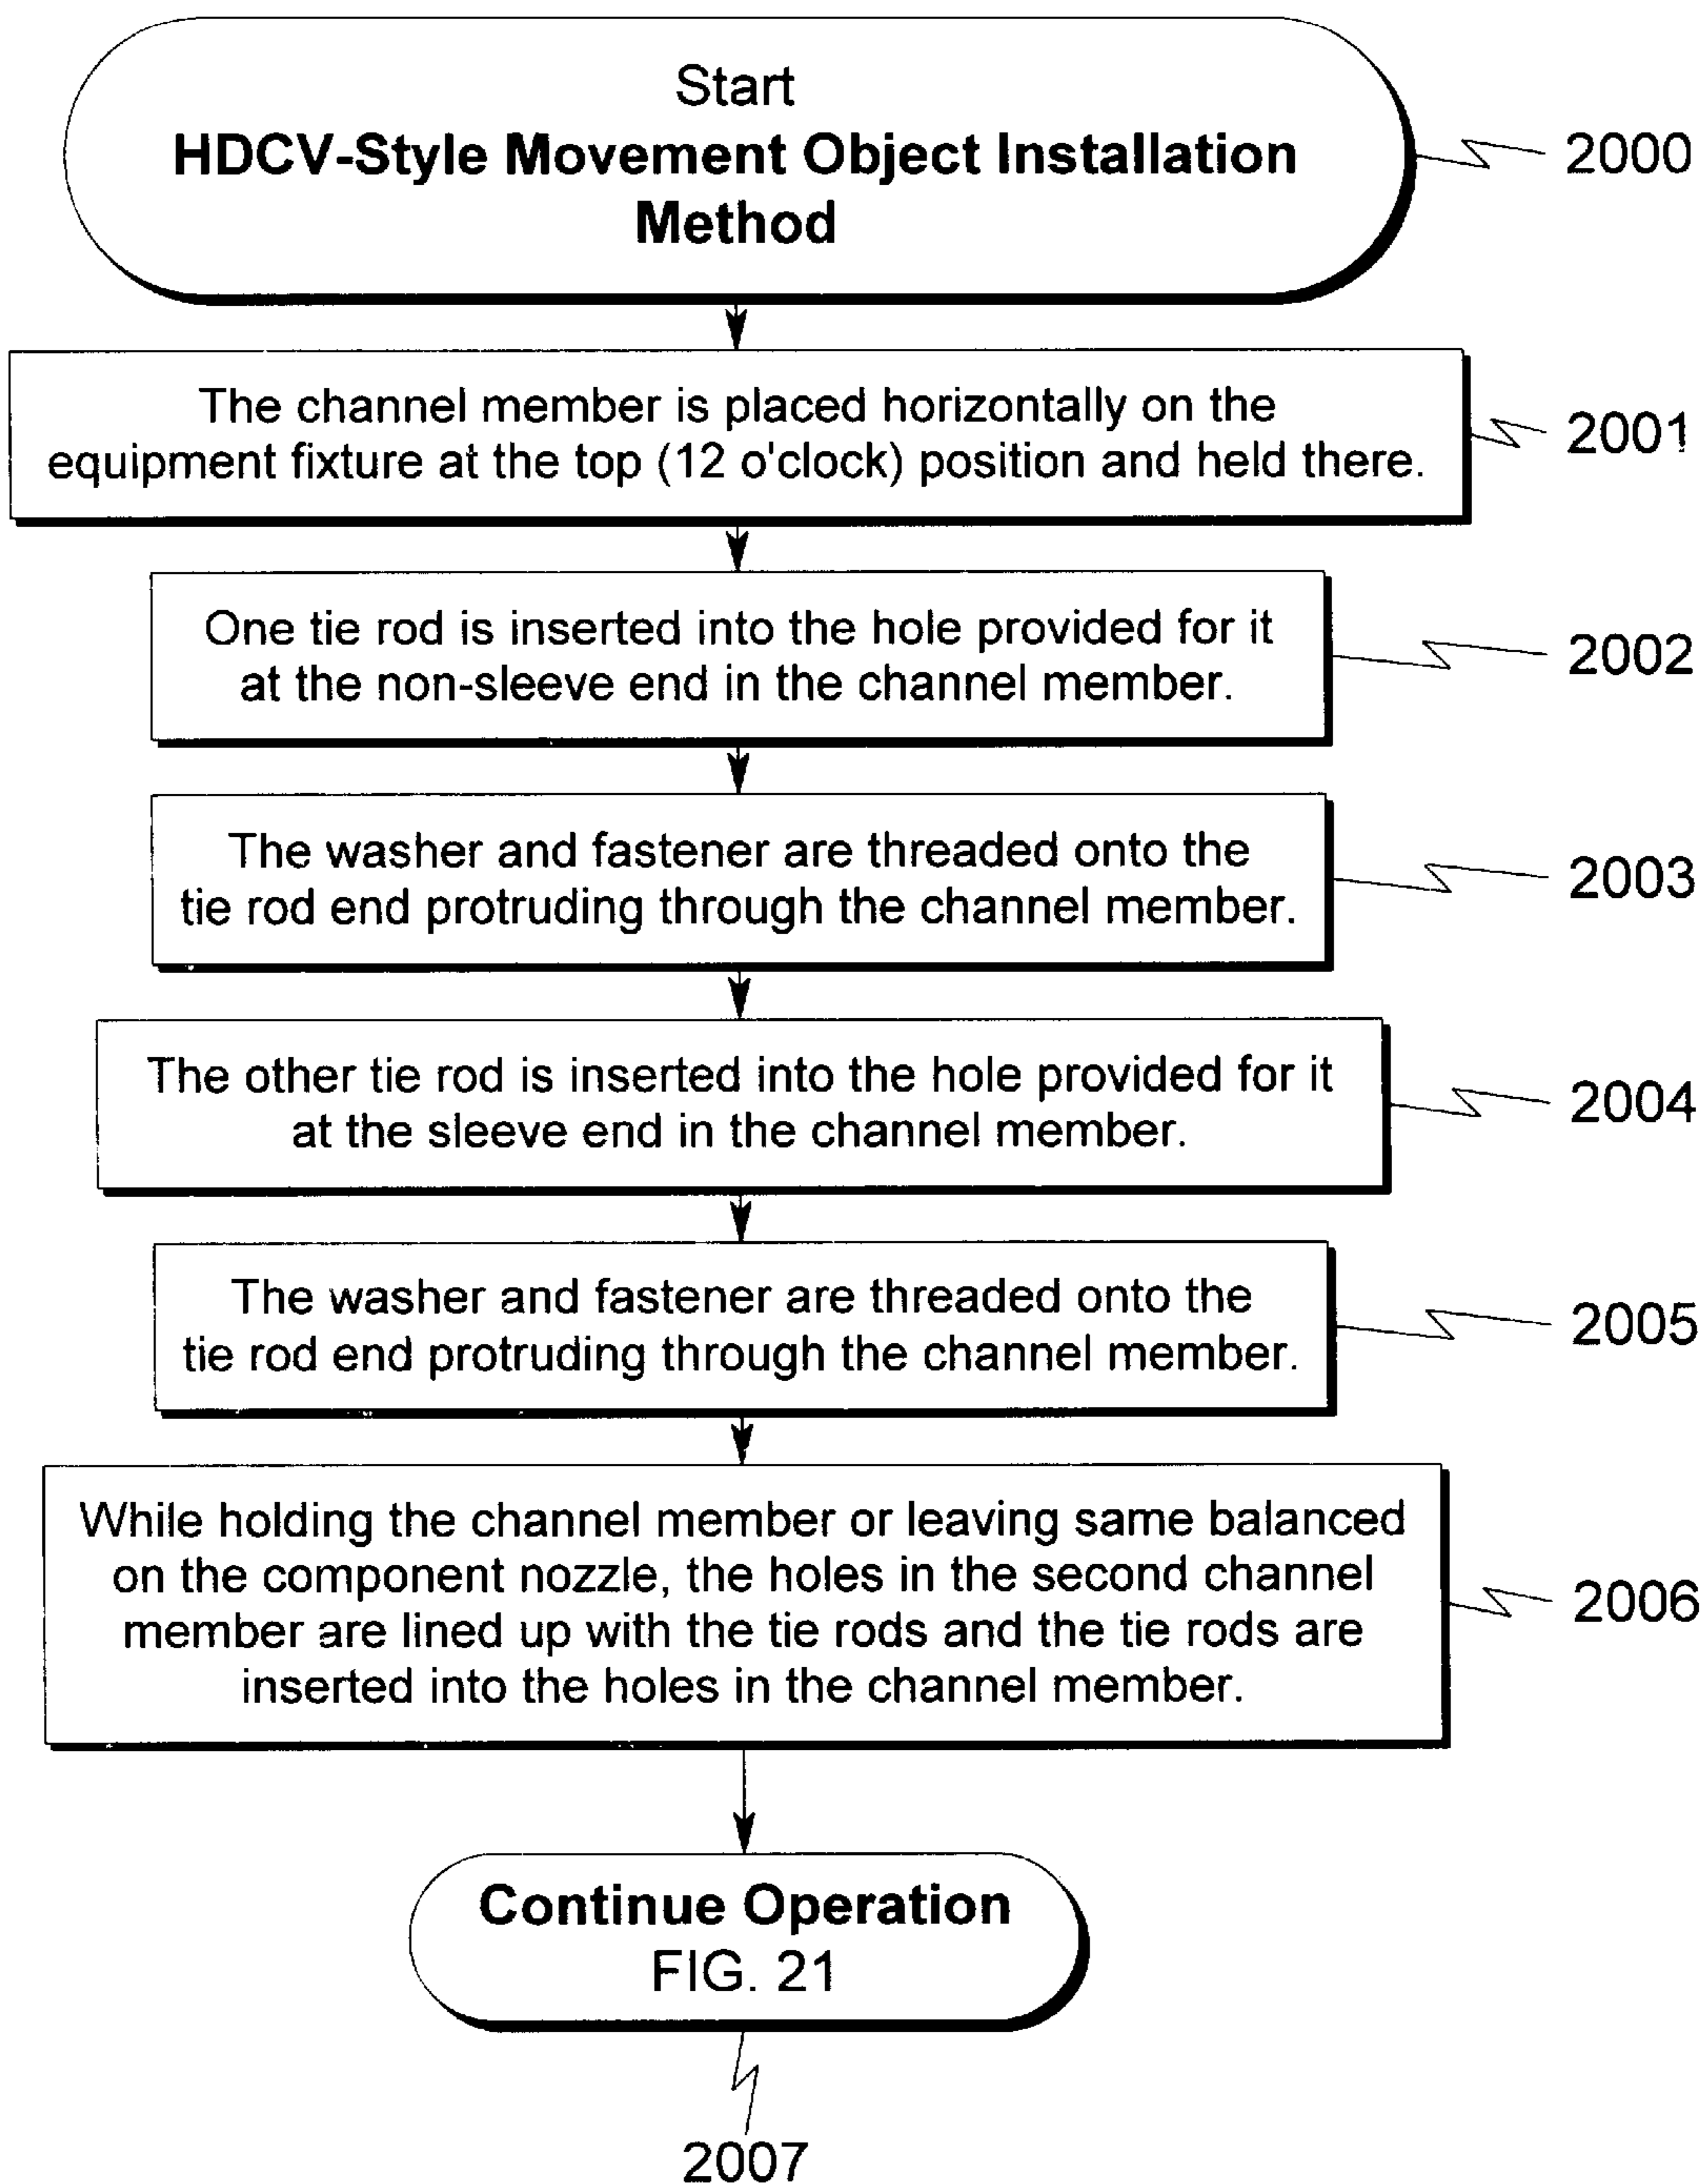 Start
HDCV-Style Movement Object Installation
Method
2000
The channel member is placed horizontally on the
equipment fixture at the top (12 o'clock) position and held there.
2001
One tie rod is inserted into the hole provided for it
at the non-sleeve end in the channel member.
2002
The washer and fastener are threaded onto the
tie rod end protruding through the channel member.
2003
The other tie rod is inserted into the hole provided for it
at the sleeve end in the channel member.
2004
The washer and fastener are threaded onto the
tie rod end protruding through the channel member.
2005
While holding the channel member or leaving same balanced
on the component nozzle, the holes in the second channel
member are lined up with the tie rods and the tie rods are
inserted into the holes in the channel member.
2006
Continue Operation
FIG. 21
2007